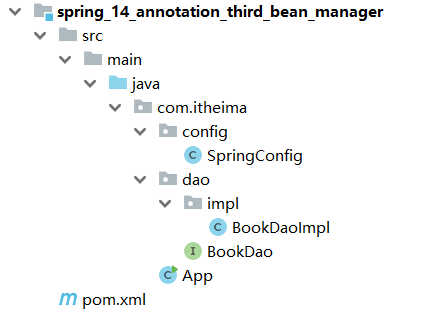 spring_14_annotation_third_bean_manager
src
main
java
com.itheima
config
C SpringConfig
dao
impl
C BookDaoImpl
I BookDao
C App
m pom.xml